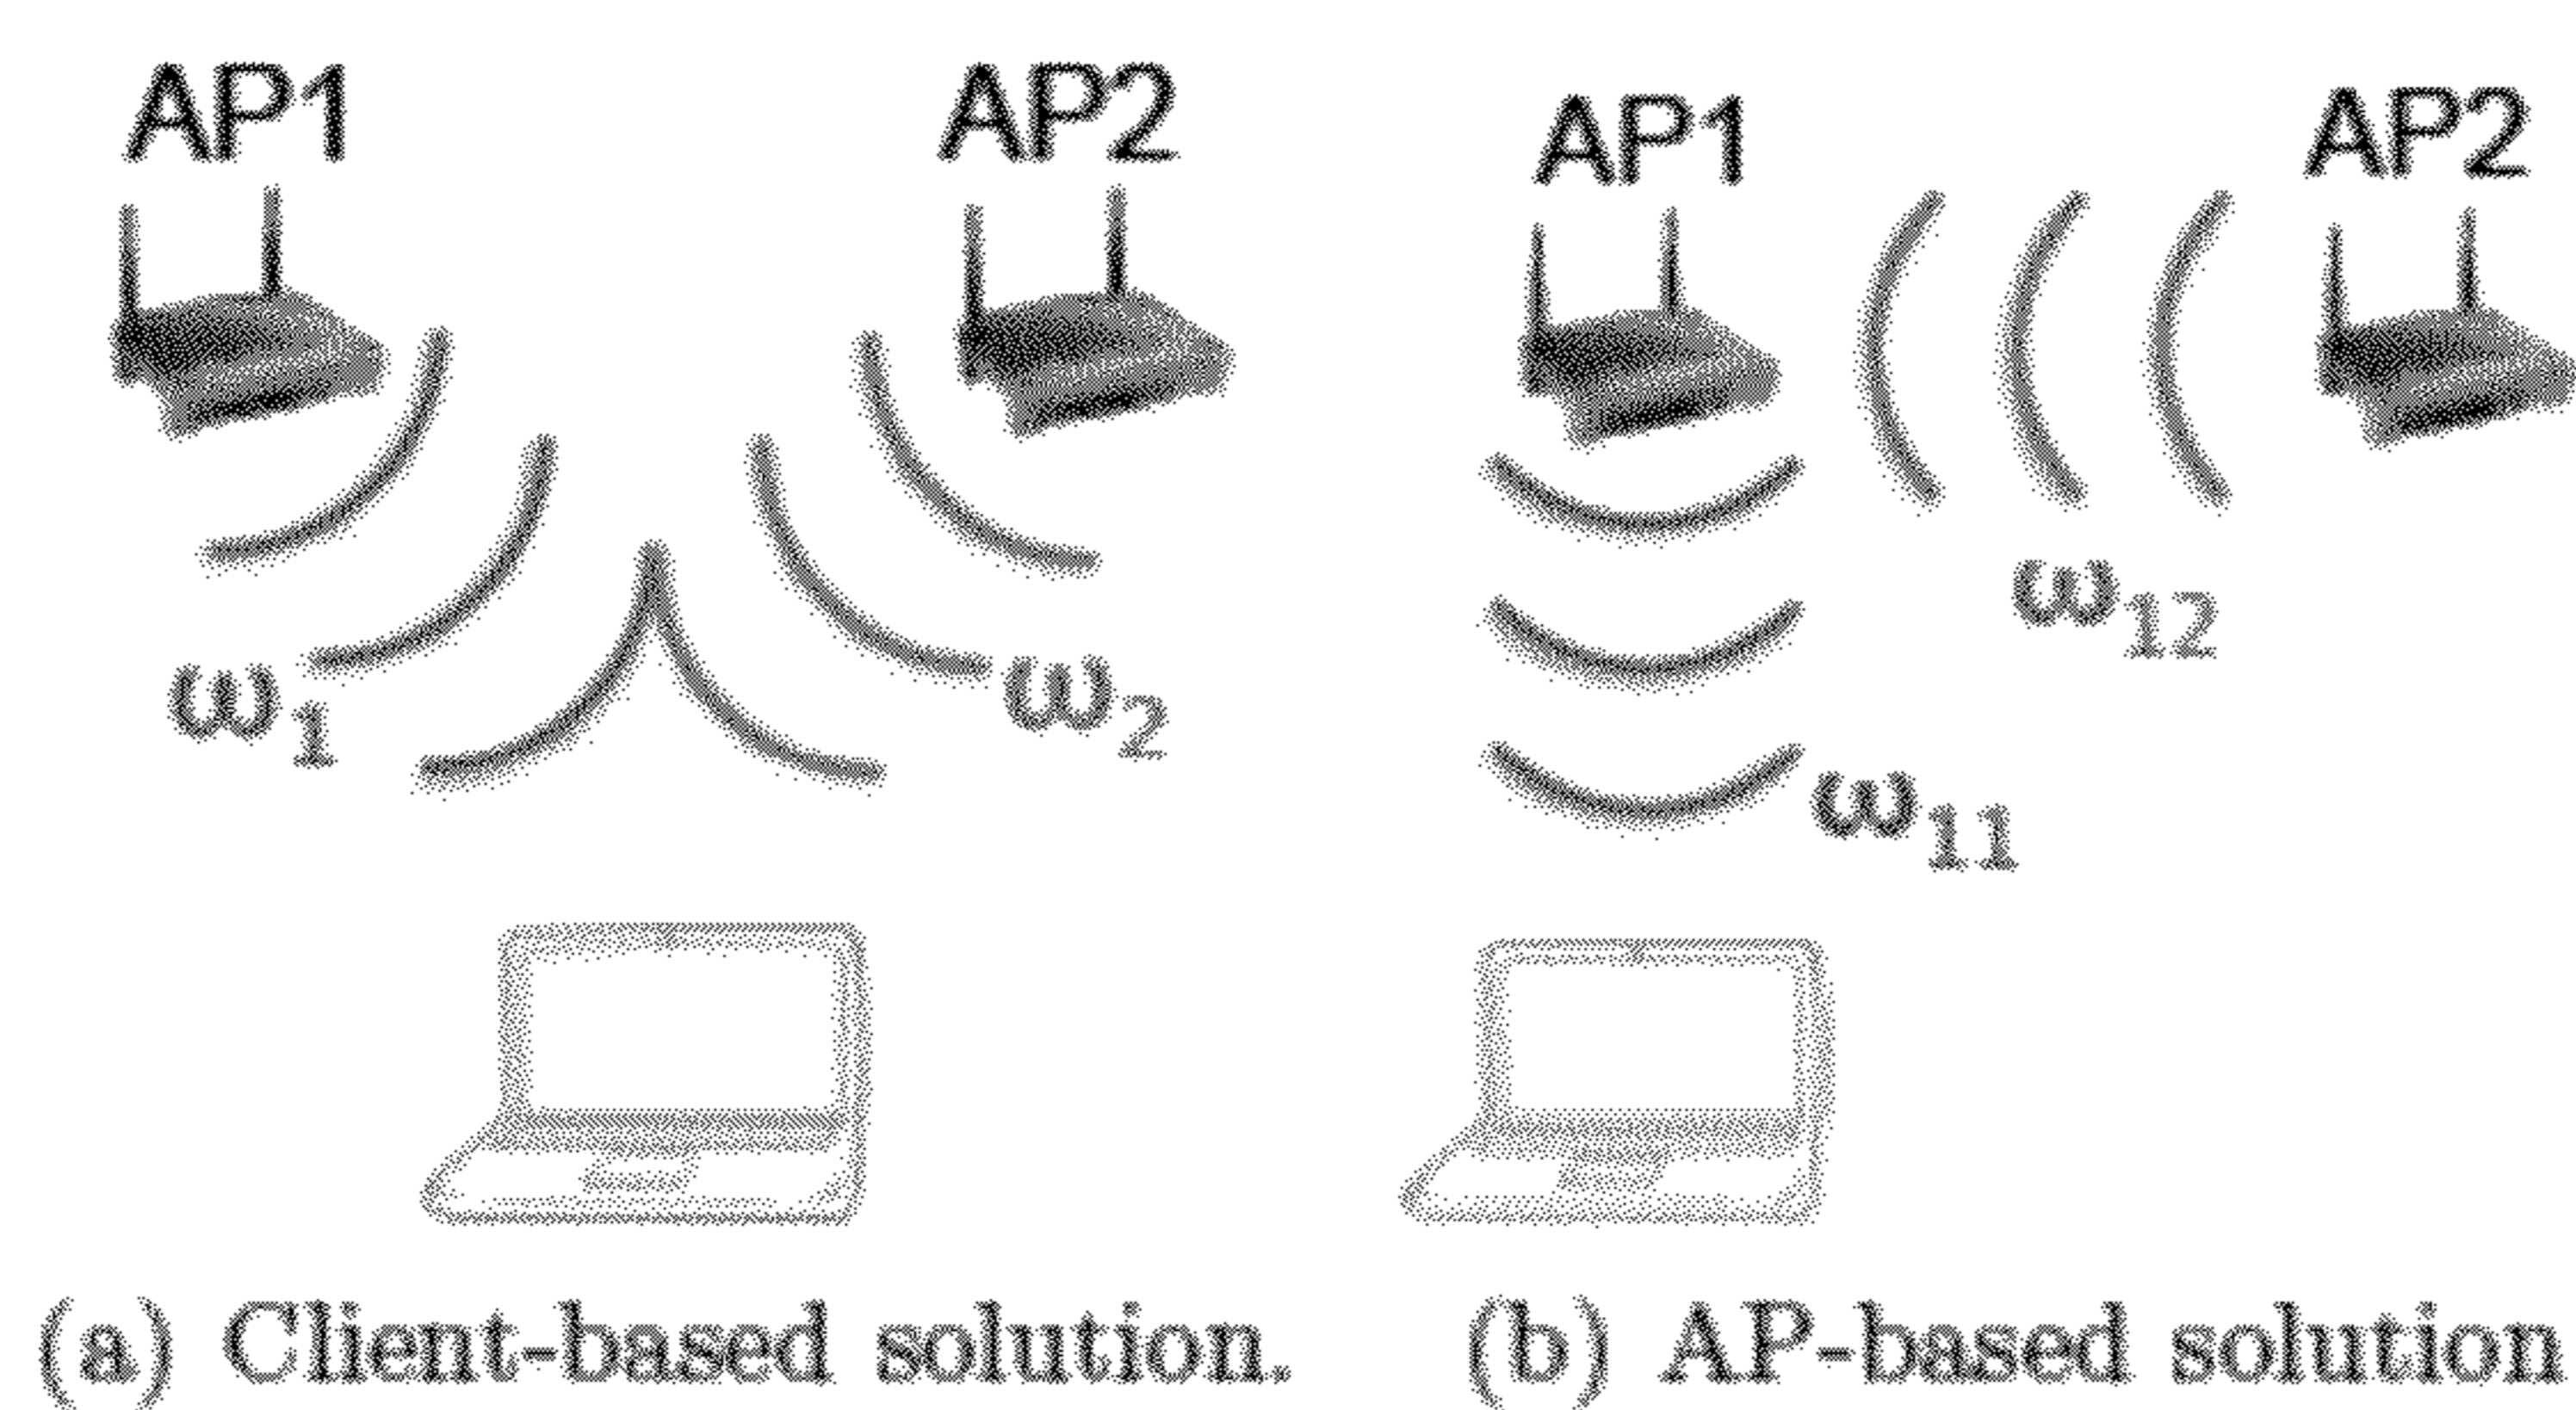 AP1
AP2
ω1
ω2
(a) Client-based solution.
AP1
AP2
ω12
ω11
(b) AP-based solution